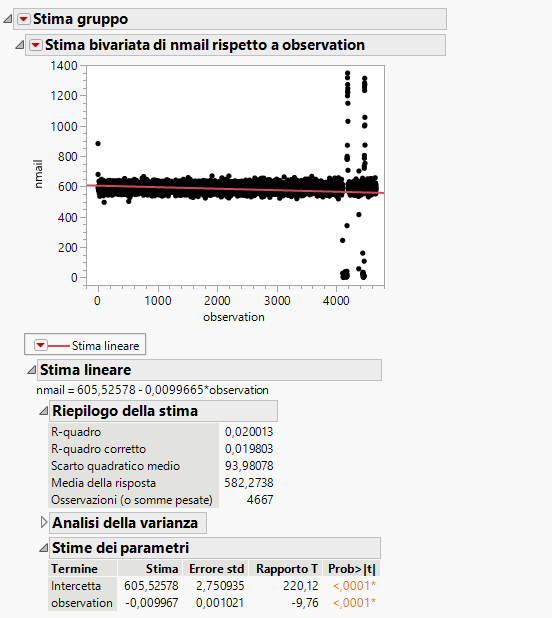 Stima gruppo
Stima bivariata di nmail rispetto a observation
1400
1200
1000
800
600
400
200
0
nmail
0 1000 2000 3000 4000
observation
Stima lineare
Stima lineare
nmail = 605,52578 - 0,0099665*observation
Riepilogo della stima
R-quadro 0,020013
R-quadro corretto 0,019803
Scarto quadratico medio 93,98078
Media della risposta 582,2738
Osservazioni (o somme pesate) 4667
Analisi della varianza
Stime dei parametri
Termine Stima Errore std Rapporto T Prob>|t|
Intercetta 605,52578 2,750935 220,12 <,0001*
observation -0,009967 0,001021 -9,76 <,0001*